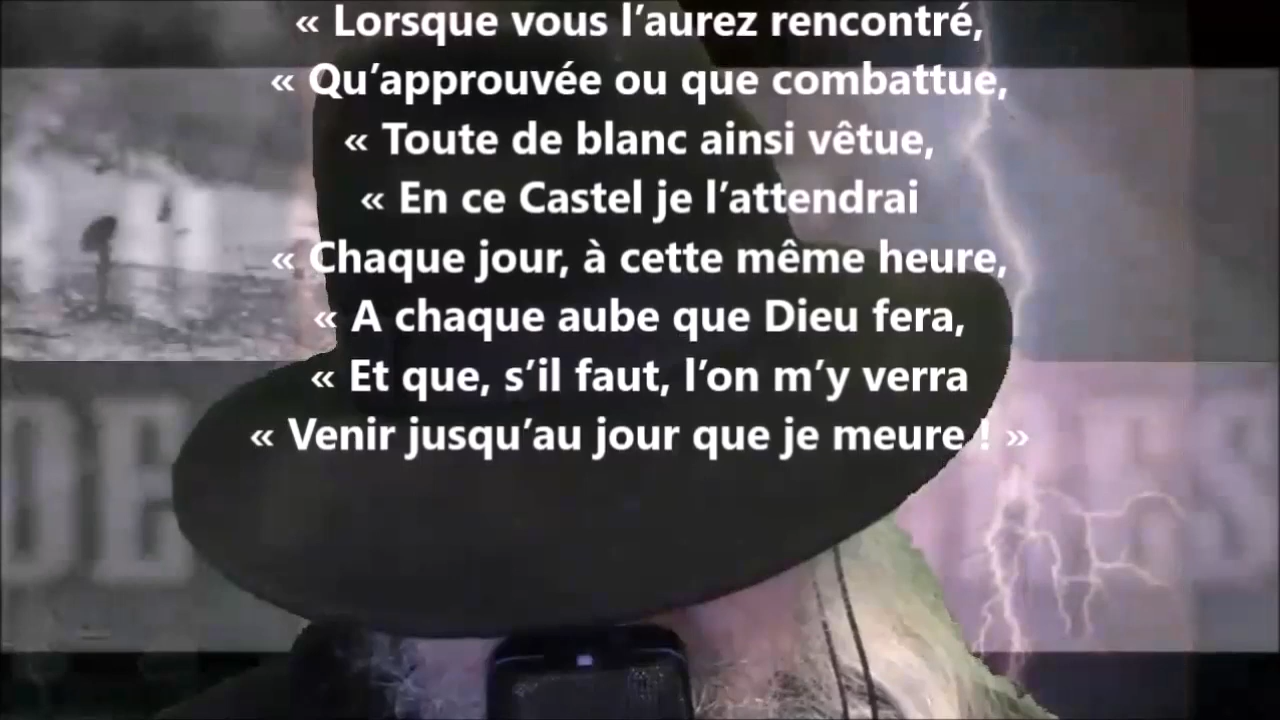 « Lorsque vous l’aurez rencontré,
« Qu’approuvée ou que combattue,
« Toute de blanc ainsi vêtue,
« En ce Castel je l’attendrai
« Chaque jour, à cette même heure,
« A chaque aube que Dieu fera,
« Et que, s’il faut, l’on m’y verra
« Venir jusqu’au jour que je meure ! »
DE